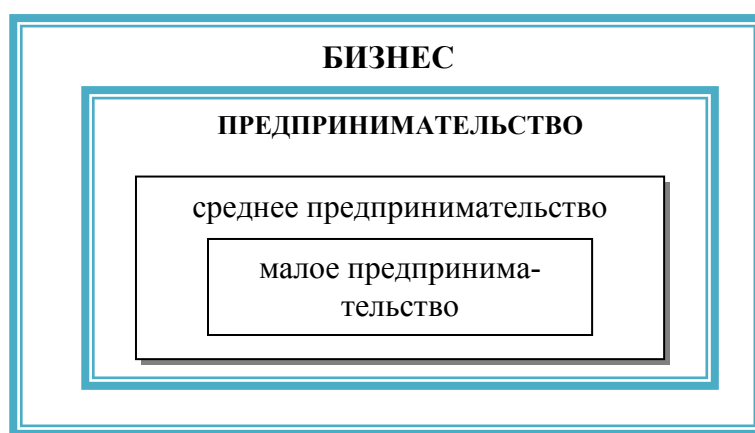 БИЗНЕС
ПРЕДПРИНИМАТЕЛЬСТВО
среднее предпринимательство
малое предпринима-
тельство